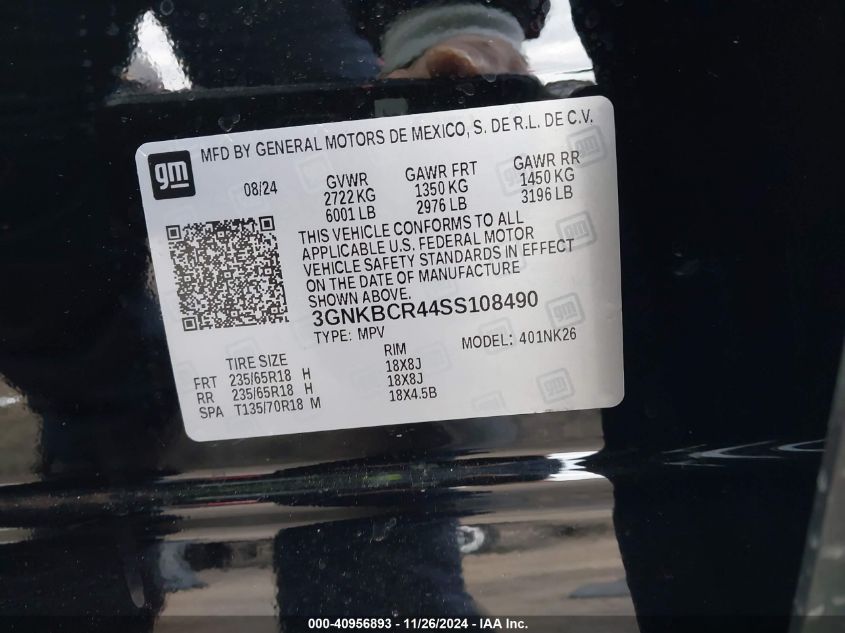 gm
MFD BY GENERAL MOTORS DE MEXICO, S. DE R.L. DE C.V.
08/24 GVWR GAWR FRT GAWR RR
2722 KG 1350 KG 1450 KG
6001 LB 2976 LB 3196 LB
THIS VEHICLE CONFORMS TO ALL
APPLICABLE U.S. FEDERAL MOTOR
VEHICLE SAFETY STANDARDS IN EFFECT
ON THE DATE OF MANUFACTURE
SHOWN ABOVE.
3GNKBCR44SS108490
TYPE: MPV MODEL: 401NK26
TIRE SIZE RIM
FRT 235/65R18 H 18X8J
RR 235/65R18 H 18X8J
SPA T135/70R18 M 18X4.5B
000-40956893 - 11/26/2024 - IAA Inc.